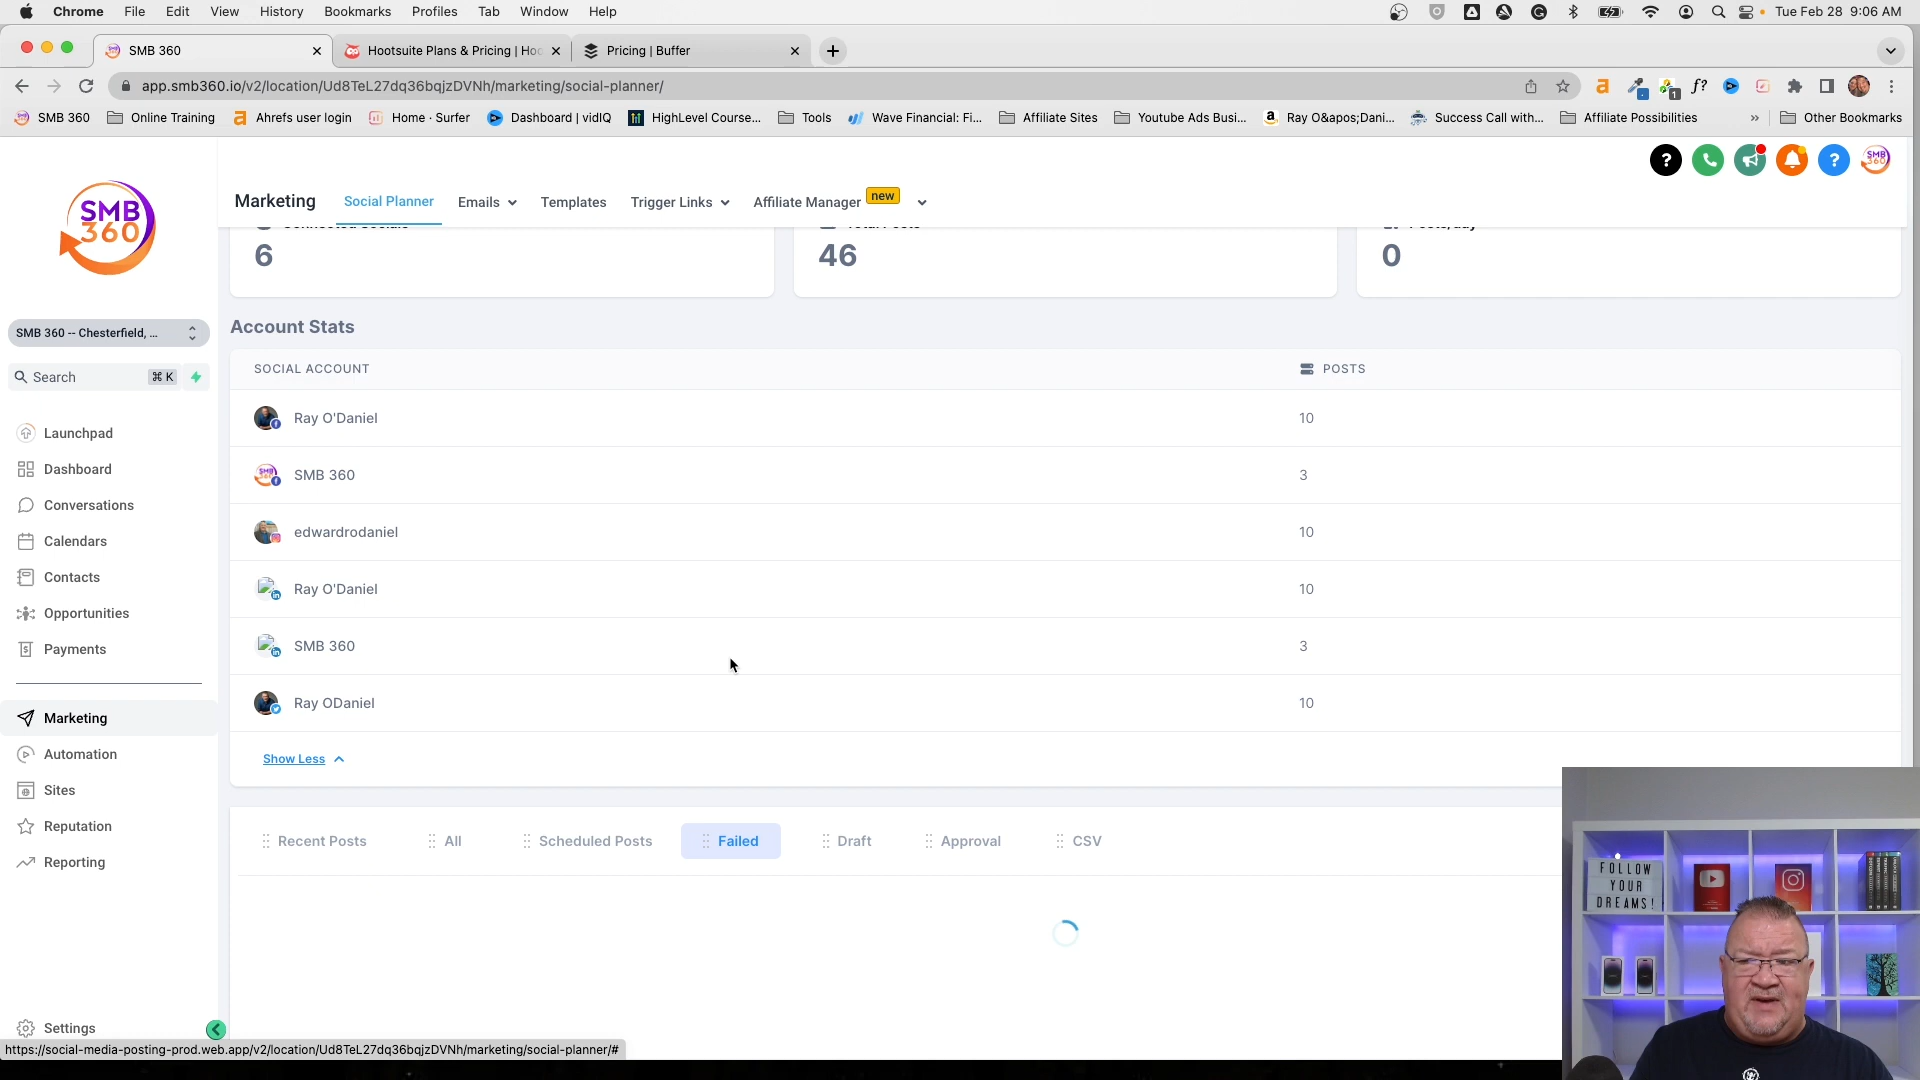 Chrome File Edit View History Bookmarks Profiles Tab Window Help
Tue Feb 28 9:06 AM
SMB 360
Hootsuite Plans & Pricing | Hoo
Pricing | Buffer
app.smb360.io/v2/location/Ud8TeL27dq36bqjzDVNh/marketing/social-planner/
SMB 360 Online Training Ahrefs user login Home · Surfer Dashboard | vidIQ HighLevel Course... Tools Wave Financial: Fi... Affiliate Sites Youtube Ads Busi... Ray O&apos;Dani... Success Call with... Affiliate Possibilities » Other Bookmarks
SMB
360
SMB 360 -- Chesterfield, ...
Search ⌘ K
Launchpad
Dashboard
Conversations
Calendars
Contacts
Opportunities
Payments
Marketing
Automation
Sites
Reputation
Reporting
Settings
Marketing Social Planner Emails Templates Trigger Links Affiliate Manager new
6 46 0
Account Stats
SOCIAL ACCOUNT POSTS
Ray O'Daniel 10
SMB 360 3
edwardrodaniel 10
Ray O'Daniel 10
SMB 360 3
Ray ODaniel 10
Show Less
Recent Posts All Scheduled Posts Failed Draft Approval CSV
https://social-media-posting-prod.web.app/v2/location/Ud8TeL27dq36bqjzDVNh/marketing/social-planner/#
FOLLOW
YOUR
DREAMS!